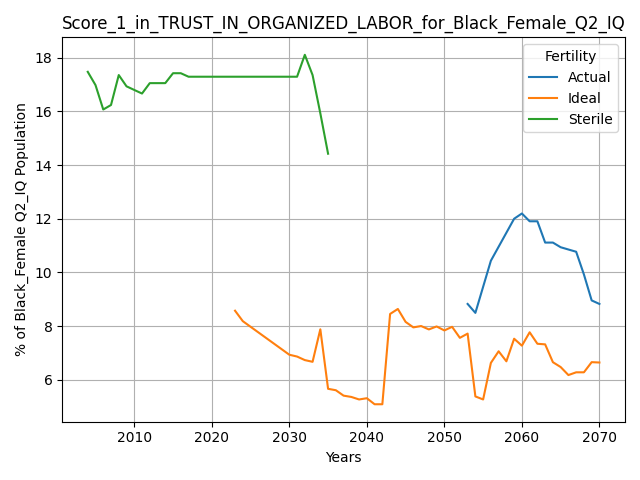 Score_1_in_TRUST_IN_ORGANIZED_LABOR_for_Black_Female_Q2_IQ
Fertility
Actual
Ideal
Sterile
% of Black_Female Q2_IQ Population
18
16
14
12
10
8
6
2010 2020 2030 2040 2050 2060 2070
Years